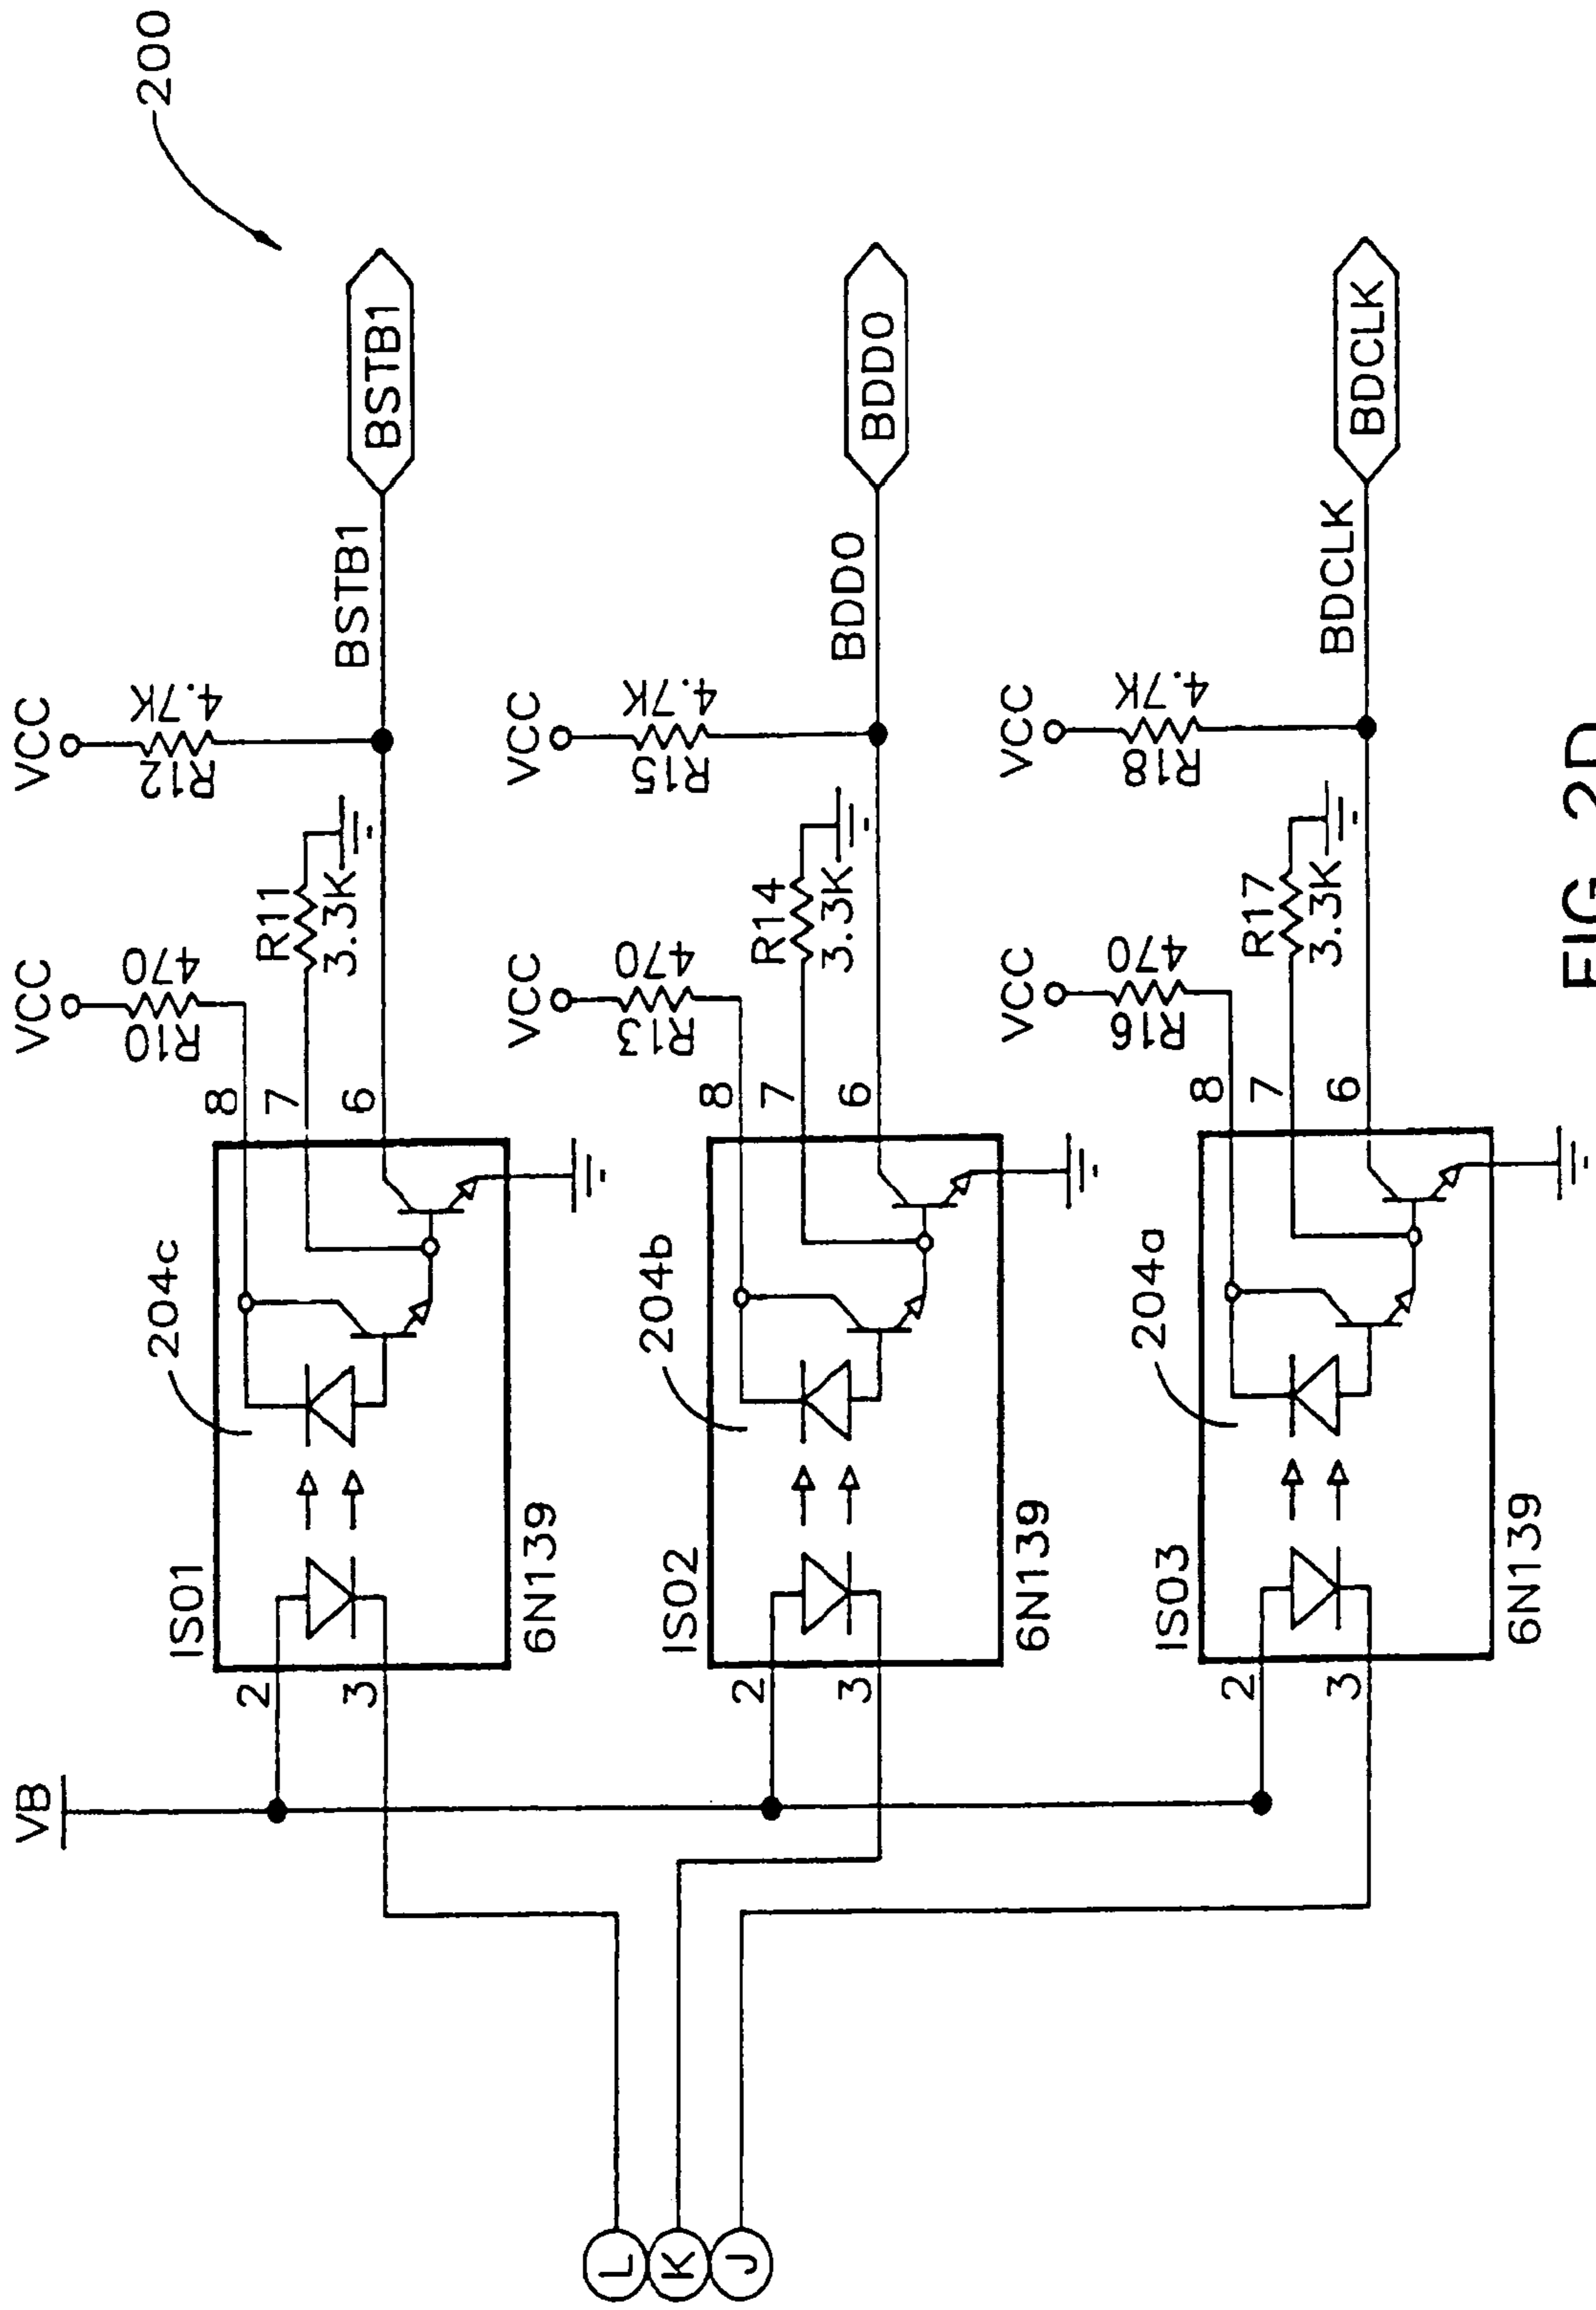 200
VB
VCC
R10
470
VCC
R12
4.7K
204c
ISO1
2
3
8
7
6
R11
3.3K
BSTB1
BSTB1
6N139
VCC
R13
470
VCC
R15
4.7K
204b
ISO2
2
3
8
7
6
R14
3.3K
BDD0
BDD0
6N139
L
K
J
VCC
R16
470
VCC
R18
4.7K
204a
ISO3
2
3
8
7
6
R17
3.3K
BDCLK
BDCLK
6N139
FIG. 2D